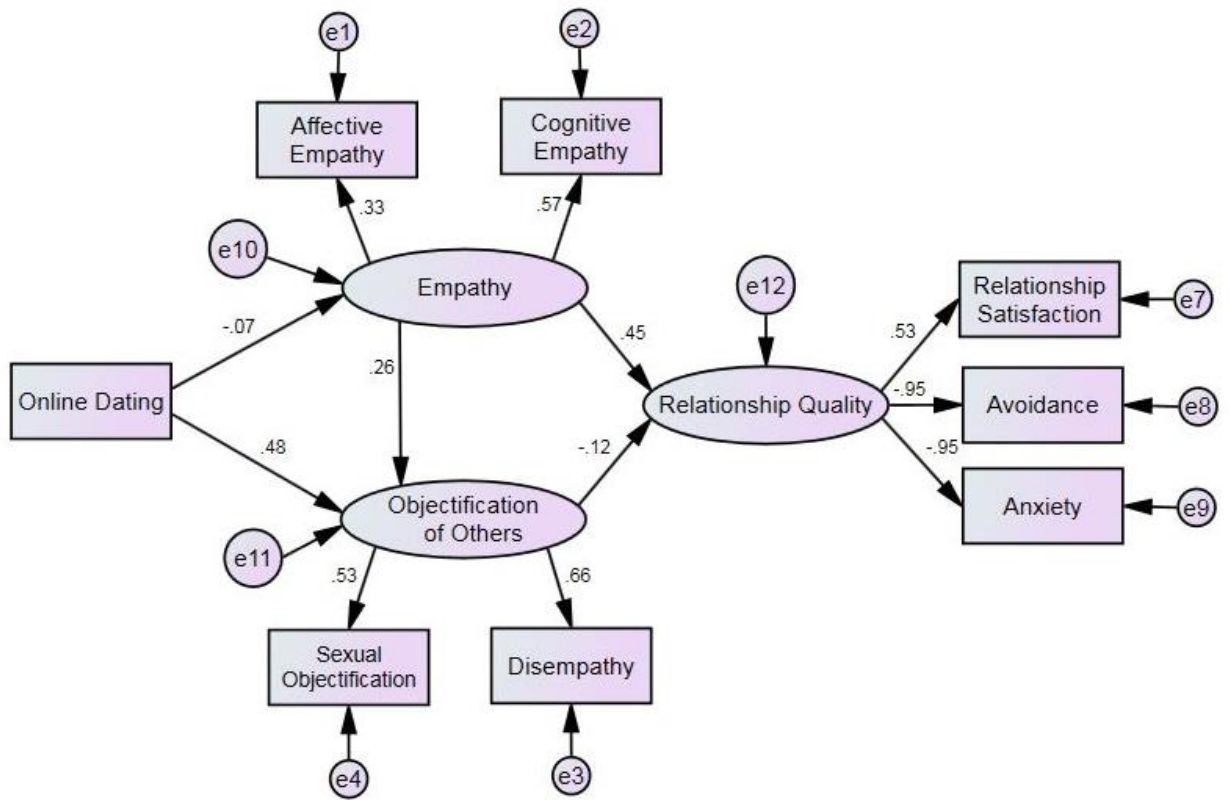 e1
e2
Affective
Empathy
Cognitive
Empathy
.33
.57
e10
Empathy
e12
Relationship
Satisfaction
e7
-.07
.45
.53
.26
Online Dating
Relationship Quality
-.95
Avoidance
e8
.48
-.12
-.95
Objectification
of Others
Anxiety
e9
e11
.53
.66
Sexual
Objectification
Disempathy
e4
e3